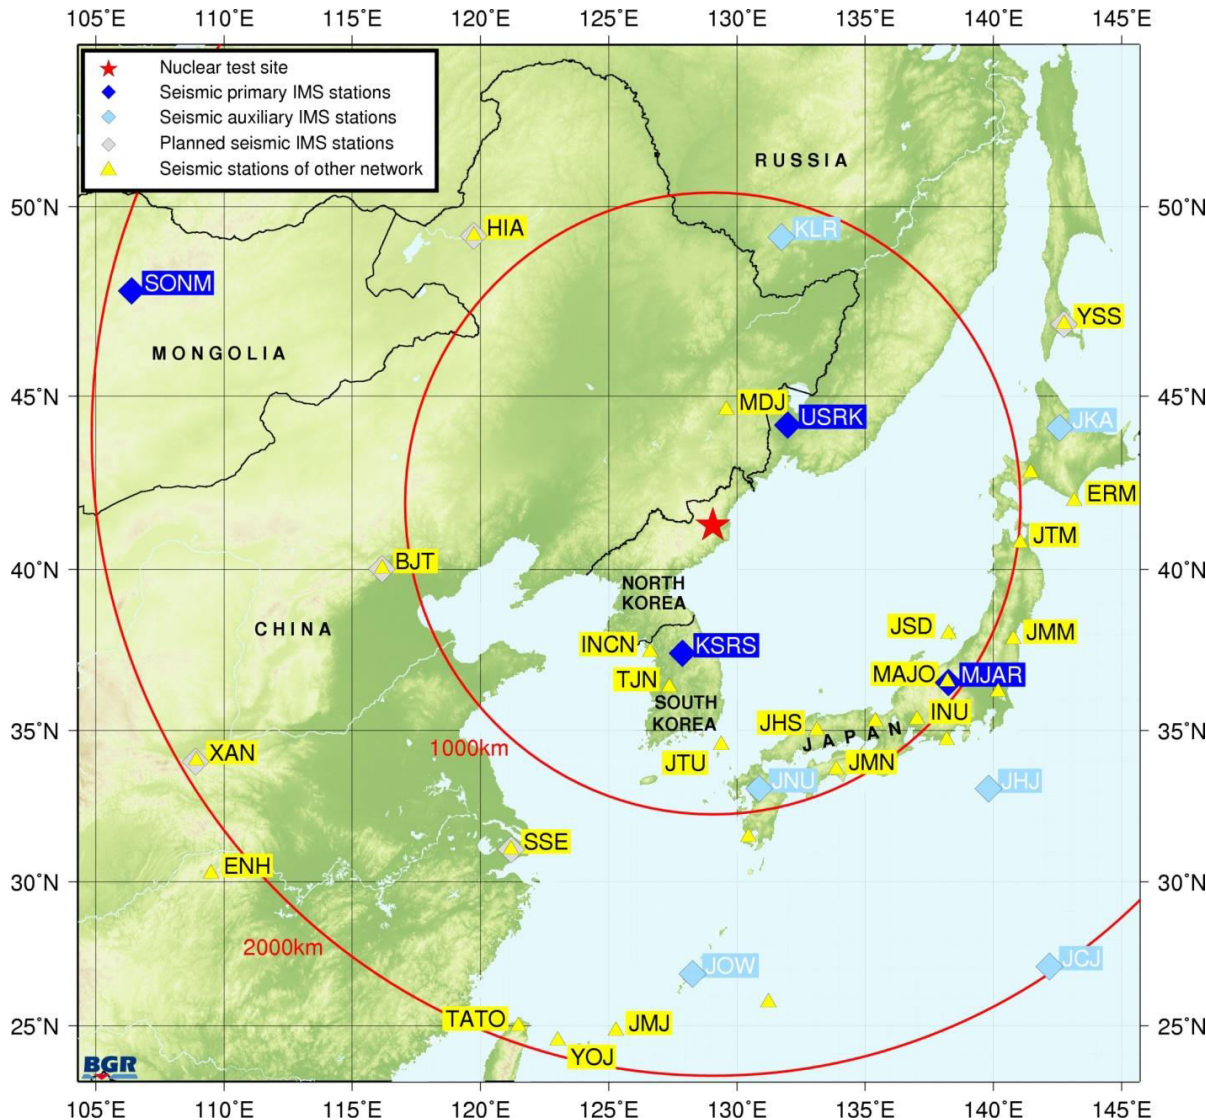 105°E 110°E 115°E 120°E 125°E 130°E 135°E 140°E 145°E
Nuclear test site
Seismic primary IMS stations
Seismic auxiliary IMS stations
Planned seismic IMS stations
Seismic stations of other network
RUSSIA
50°N 50°N
HIA
KLR
SONM
YSS
MONGOLIA
45°N 45°N
MDJ
USRK
JKA
ERM
JTM
BJT
40°N 40°N
NORTH
KOREA
CHINA
JSD
JMM
INCN
KSRS
MAJO
MJAR
TJN
SOUTH
KOREA
INU
JHS
JAPAN
35°N 35°N
1000km
XAN
JTU
JMN
JNU
JHJ
SSE
ENH
30°N 30°N
2000km
JOW
JCJ
TATO
JMJ
25°N 25°N
YOJ
BGR
105°E 110°E 115°E 120°E 125°E 130°E 135°E 140°E 145°E